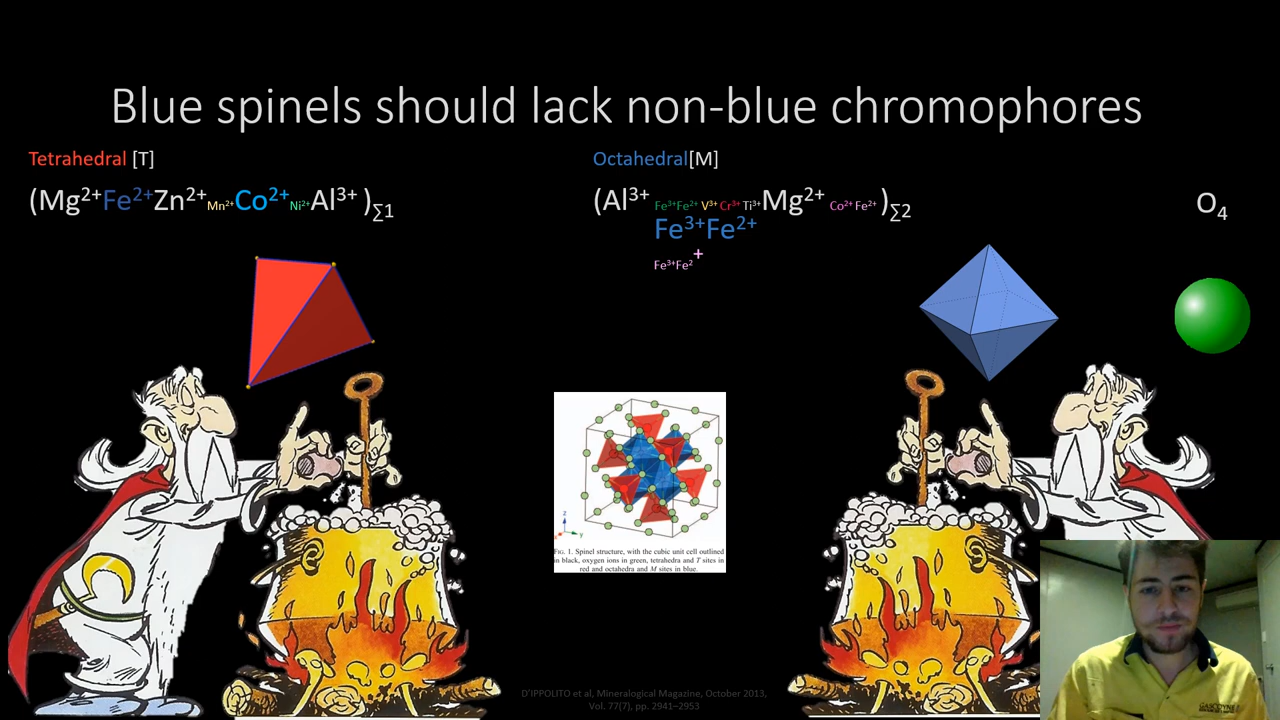 Blue spinels should lack non-blue chromophores
Tetrahedral [T]
Octahedral[M]
(Mg²⁺Fe²⁺Zn²⁺Mn²⁺Co²⁺Ni²⁺Al³⁺ )∑1
(Al³⁺ Fe³⁺Fe²⁺ V³⁺ Cr³⁺ Ti³⁺Mg²⁺ Co²⁺ Fe²⁺ )∑2
O₄
Fe³⁺Fe²⁺
Fe³⁺Fe²⁺
FIG. 1. Spinel structure, with the cubic unit cell outlined
in black, oxygen ions in green, tetrahedra and T sites in
red and octahedra and M sites in blue.
z
y
D'IPPOLITO et al, Mineralogical Magazine, October 2013,
Vol. 77(7), pp. 2941–2953